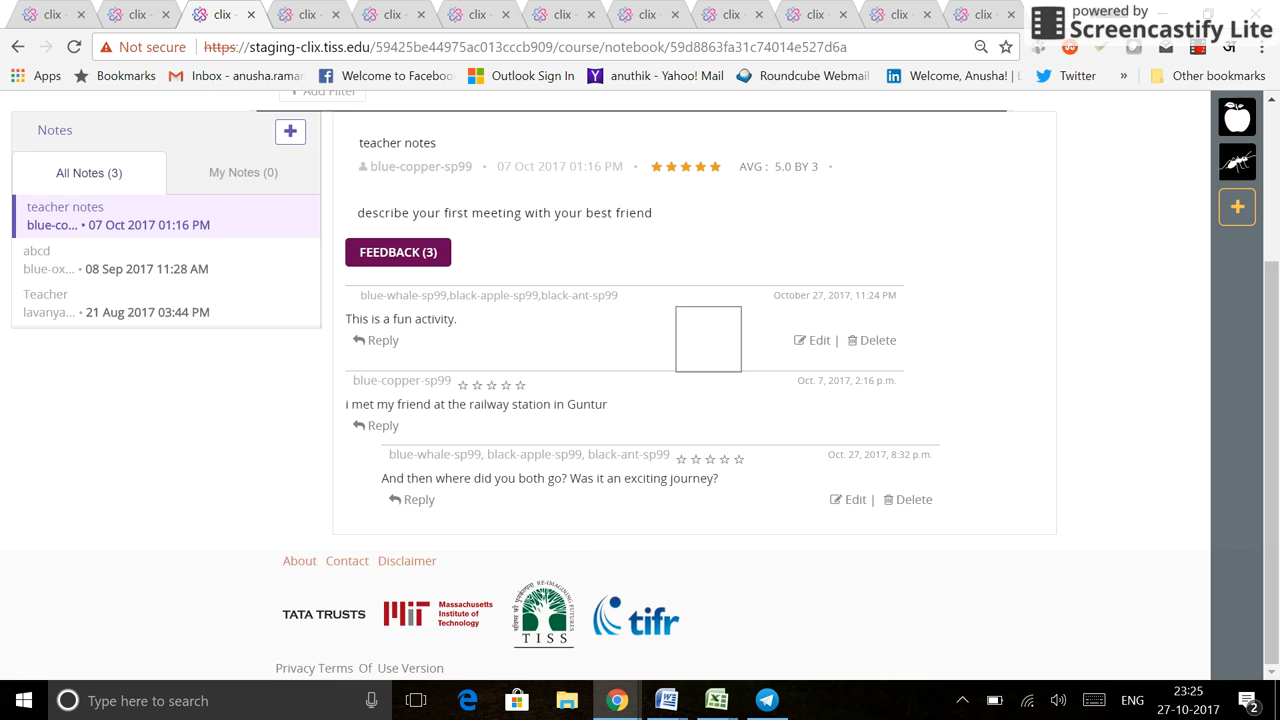 powered by
Screencastify Lite
clix
clix
clix
clix
clix
clix
clix
clix
Not secure
https://staging-clix.tiss.edu
Apps
Bookmarks
Inbox - anusha.ramar
Welcome to Facebook
Outlook Sign In
anuthik - Yahoo! Mail
Roundcube Webmail
Welcome, Anusha! | L
Twitter
»
Other bookmarks
+ Add Filter
Notes
+
All Notes (3)
My Notes (0)
teacher notes
blue-co... • 07 Oct 2017 01:16 PM
abcd
blue-ox... • 08 Sep 2017 11:28 AM
Teacher
lavanya... • 21 Aug 2017 03:44 PM
teacher notes
blue-copper-sp99 • 07 Oct 2017 01:16 PM • AVG : 5.0 BY 3 •
describe your first meeting with your best friend
FEEDBACK (3)
blue-whale-sp99,black-apple-sp99,black-ant-sp99 October 27, 2017, 11:24 PM
This is a fun activity.
Reply Edit | Delete
blue-copper-sp99 Oct. 7, 2017, 2:16 p.m.
i met my friend at the railway station in Guntur
Reply
blue-whale-sp99, black-apple-sp99, black-ant-sp99 Oct. 27, 2017, 8:32 p.m.
And then where did you both go? Was it an exciting journey?
Reply Edit | Delete
About Contact Disclaimer
TATA TRUSTS
Massachusetts
Institute of
Technology
RE-IMAGINING FUTURES
TISS
tifr
Privacy Terms Of Use Version
Type here to search
ENG
23:25
27-10-2017
2